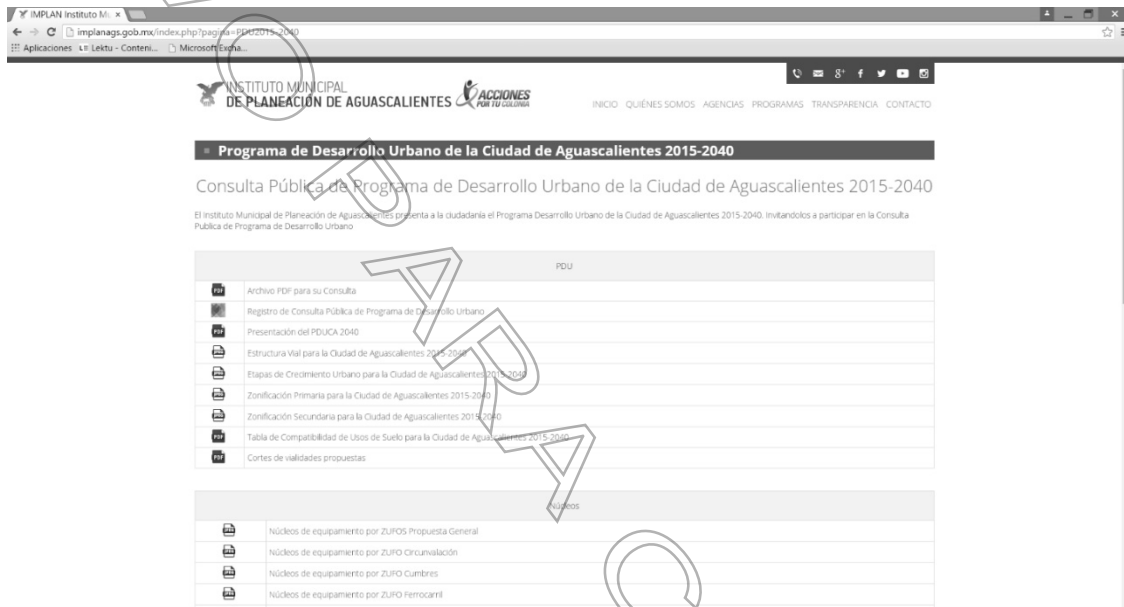 IMPLAN Instituto Mu
implanags.gob.mx/index.php?pagina=PDU2015-2040
Aplicaciones Lektu - Conteni... Microsoft Excha...
INSTITUTO MUNICIPAL
DE PLANEACIÓN DE AGUASCALIENTES
ACCIONES
POR TU COLONIA
INICIO QUIÉNES SOMOS AGENCIAS PROGRAMAS TRANSPARENCIA CONTACTO
Programa de Desarrollo Urbano de la Ciudad de Aguascalientes 2015-2040
Consulta Pública de Programa de Desarrollo Urbano de la Ciudad de Aguascalientes 2015-2040
El Instituto Municipal de Planeación de Aguascalientes presenta a la ciudadania el Programa Desarrollo Urbano de la Ciudad de Aguascalientes 2015-2040. Invitandolos a participar en la Consulta
Publica de Programa de Desarrollo Urbano
PDU
PDF Archivo PDF para su Consulta
Registro de Consulta Pública de Programa de Desarrollo Urbano
PDF Presentación del PDUCA 2040
Estructura Vial para la Ciudad de Aguascalientes 2015-2040
Etapas de Crecimiento Urbano para la Ciudad de Aguascalientes 2015-2040
Zonificación Primaria para la Ciudad de Aguascalientes 2015-2040
Zonificación Secundaria para la Ciudad de Aguascalientes 2015-2040
PDF Tabla de Compatibilidad de Usos de Suelo para la Ciudad de Aguascalientes 2015-2040
PDF Cortes de vialidades propuestas
Núcleos
Núcleos de equipamiento por ZUFOS Propuesta General
Núcleos de equipamiento por ZUFO Circunvalación
Núcleos de equipamiento por ZUFO Cumbres
Núcleos de equipamiento por ZUFO Ferrocarril
O PARA C